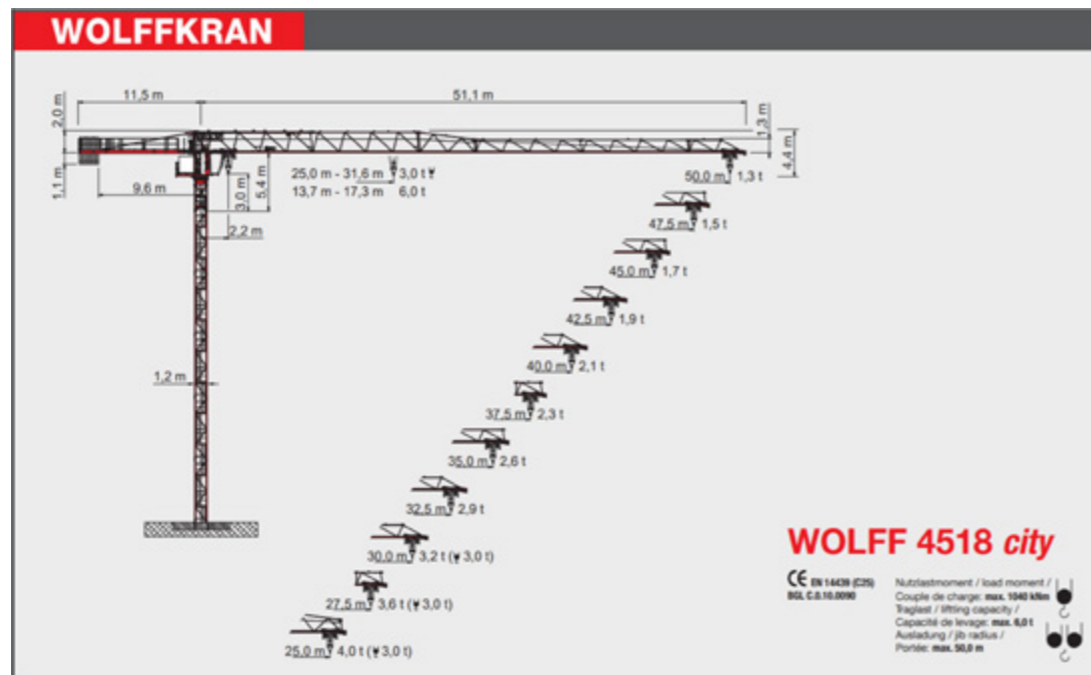 WOLFFKRAN
11,5 m
51,1 m
2,0 m
1,3 m
4,4 m
1,1 m
9,6 m
3,0 m
5,4 m
2,2 m
25,0 m - 31,6 m 3,0 t
13,7 m - 17,3 m 6,0 t
50,0 m 1,3 t
47,5 m 1,5 t
45,0 m 1,7 t
42,5 m 1,9 t
40,0 m 2,1 t
1,2 m
37,5 m 2,3 t
35,0 m 2,6 t
32,5 m 2,9 t
30,0 m 3,2 t ( 3,0 t)
27,5 m 3,6 t ( 3,0 t)
25,0 m 4,0 t ( 3,0 t)
WOLFF 4518 city
CE EN 14439 (C25)
BGL C.0.10.0090
Nutzlastmoment / load moment /
Couple de charge: max. 1040 kNm
Traglast / lifting capacity /
Capacité de levage: max. 6,0 t
Ausladung / jib radius /
Portée: max. 50,0 m